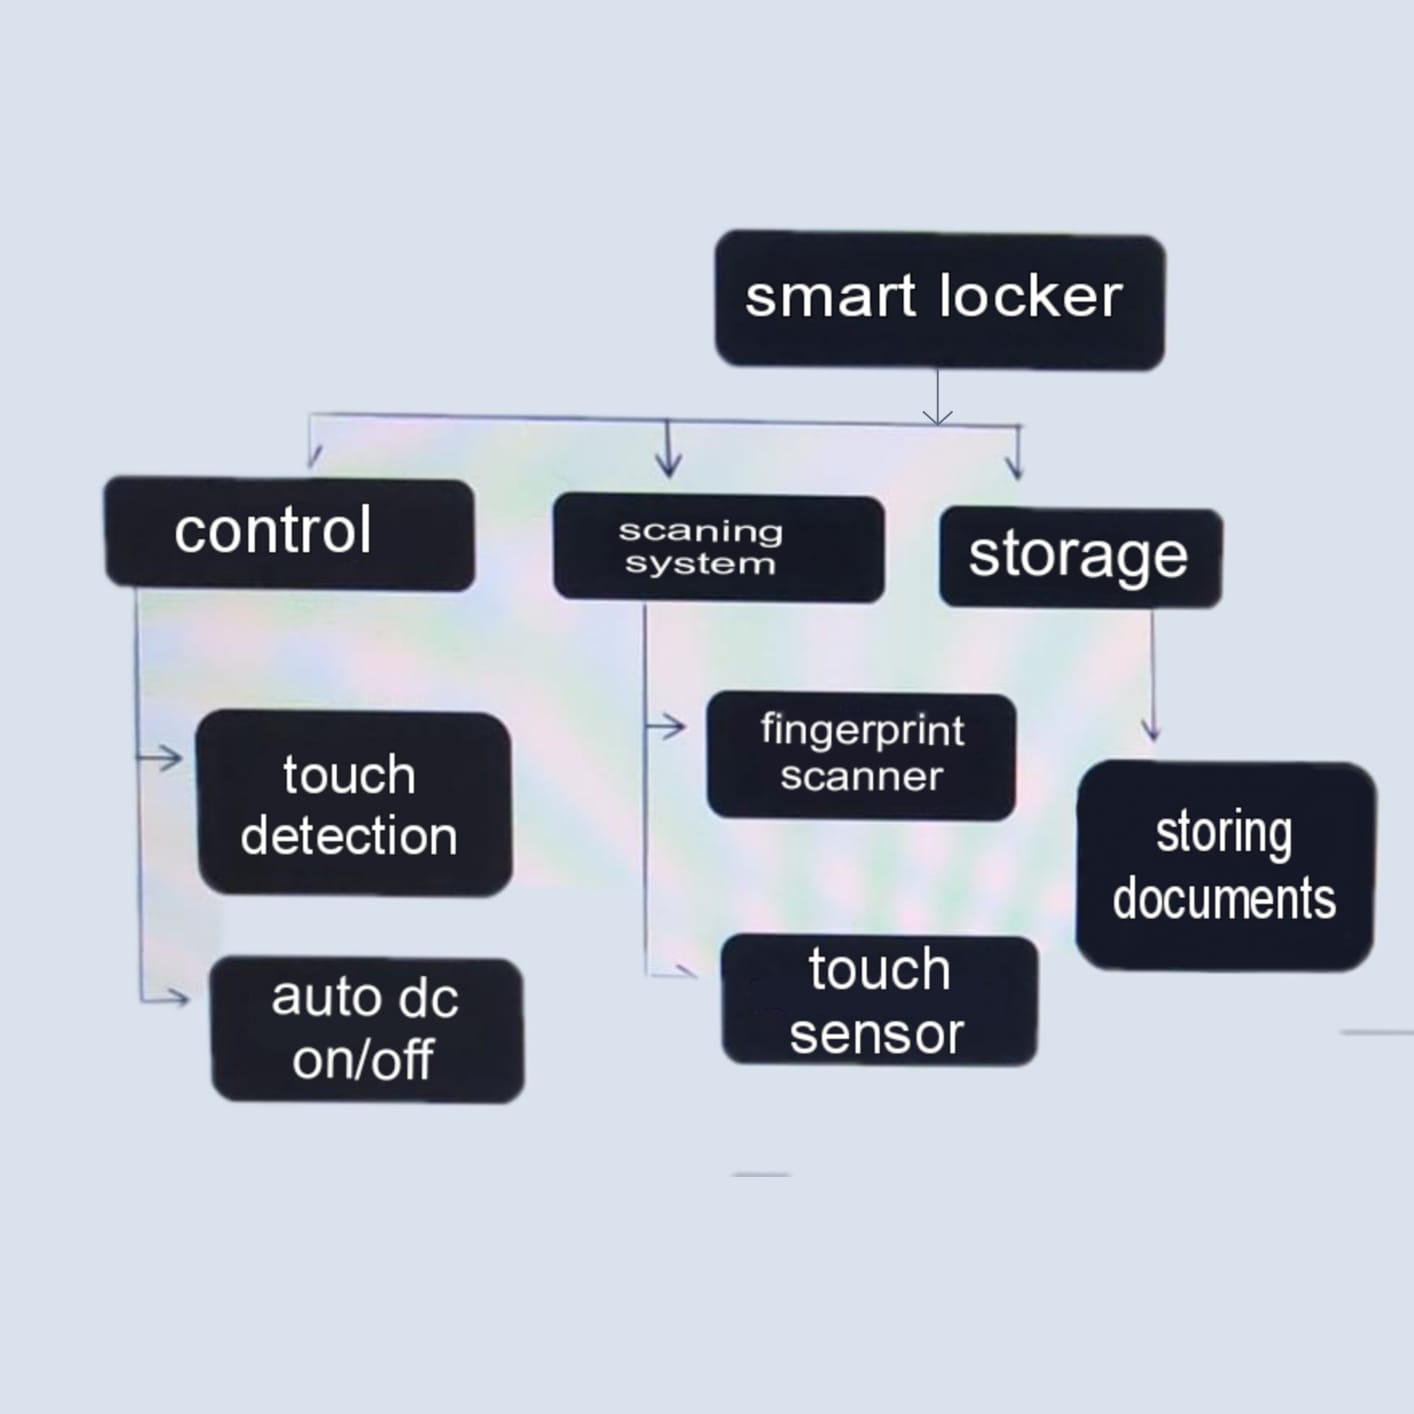 smart locker
control
scaning
system
storage
touch
detection
fingerprint
scanner
storing
documents
auto dc
on/off
touch
sensor